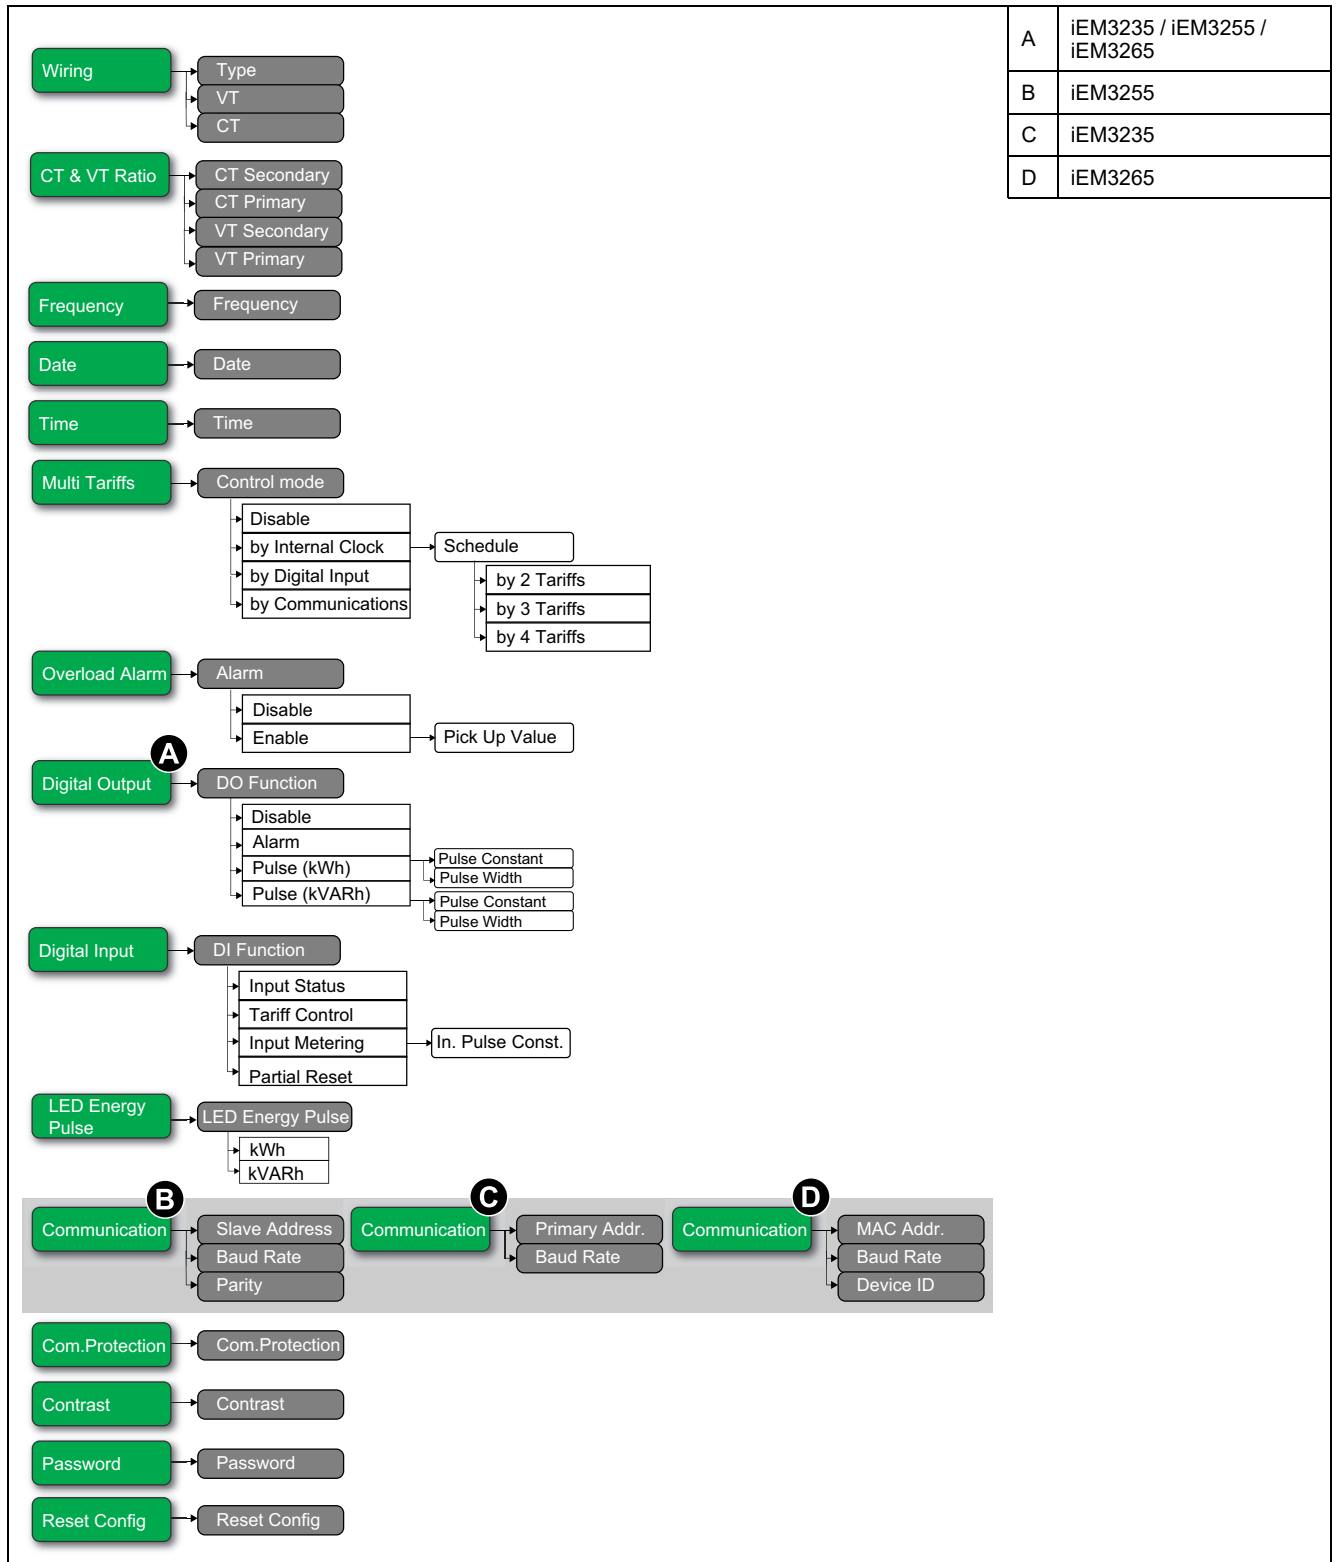 A
iEM3235 / iEM3255 /
iEM3265
B
iEM3255
C
iEM3235
D
iEM3265
Wiring
Type
VT
CT
CT & VT Ratio
CT Secondary
CT Primary
VT Secondary
VT Primary
Frequency
Frequency
Date
Date
Time
Time
Multi Tariffs
Control mode
Disable
by Internal Clock
Schedule
by Digital Input
by 2 Tariffs
by Communications
by 3 Tariffs
by 4 Tariffs
Overload Alarm
Alarm
Disable
Enable
Pick Up Value
A
Digital Output
DO Function
Disable
Alarm
Pulse (kWh)
Pulse Constant
Pulse Width
Pulse (kVARh)
Pulse Constant
Pulse Width
Digital Input
DI Function
Input Status
Tariff Control
Input Metering
In. Pulse Const.
Partial Reset
LED Energy
Pulse
LED Energy Pulse
kWh
kVARh
B
Communication
Slave Address
Baud Rate
Parity
C
Communication
Primary Addr.
Baud Rate
D
Communication
MAC Addr.
Baud Rate
Device ID
Com.Protection
Com.Protection
Contrast
Contrast
Password
Password
Reset Config
Reset Config